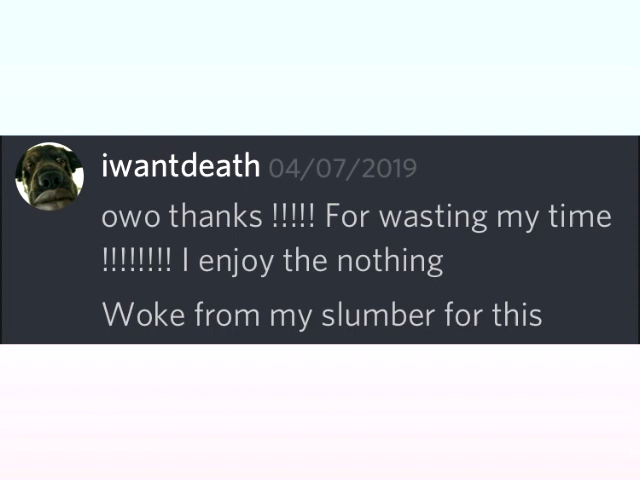 iwantdeath 04/07/2019
owo thanks !!!!! For wasting my time
!!!!!!!! I enjoy the nothing
Woke from my slumber for this